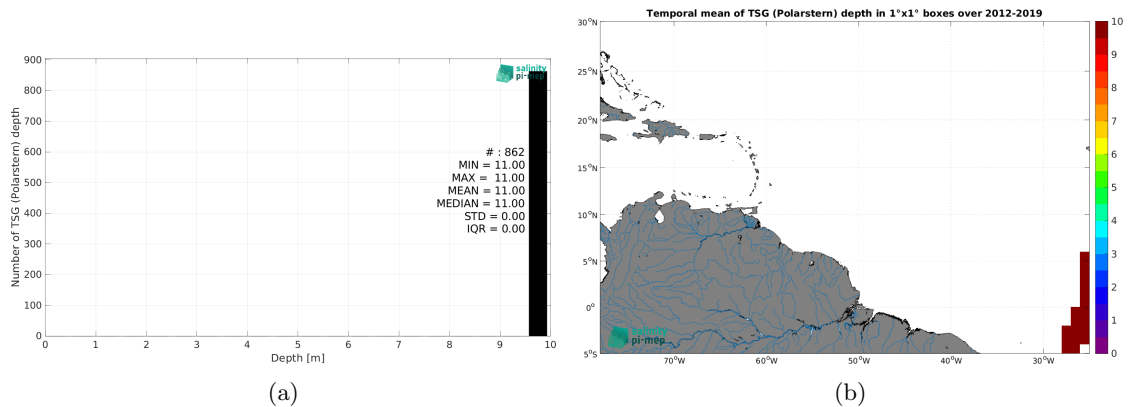 900
800
700
600
500
400
300
200
100
0
Number of TSG (Polarstern) depth
salinity
pi-mep
# : 862
MIN = 11.00
MAX = 11.00
MEAN = 11.00
MEDIAN = 11.00
STD = 0.00
IQR = 0.00
0 1 2 3 4 5 6 7 8 9 10
Depth [m]
(a)
Temporal mean of TSG (Polarstern) depth in 1°x1° boxes over 2012-2019
30°N
25°N
20°N
15°N
10°N
5°N
0°
5°S
salinity
pi-mep
70°W 60°W 50°W 40°W 30°W
10
9
8
7
6
5
4
3
2
1
0
(b)